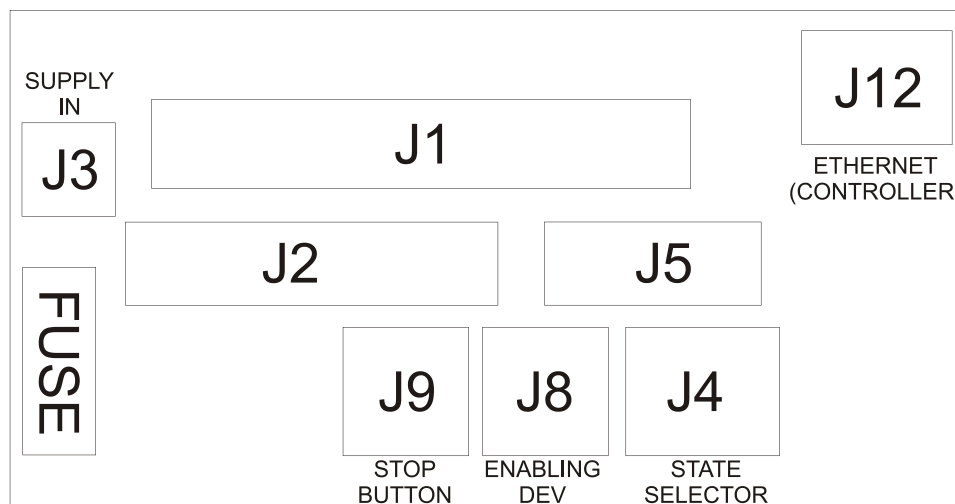 SUPPLY
IN
J3
J1
J12
ETHERNET
(CONTROLLER
J2
J5
FUSE
J9
J8
J4
STOP
BUTTON
ENABLING
DEV
STATE
SELECTOR